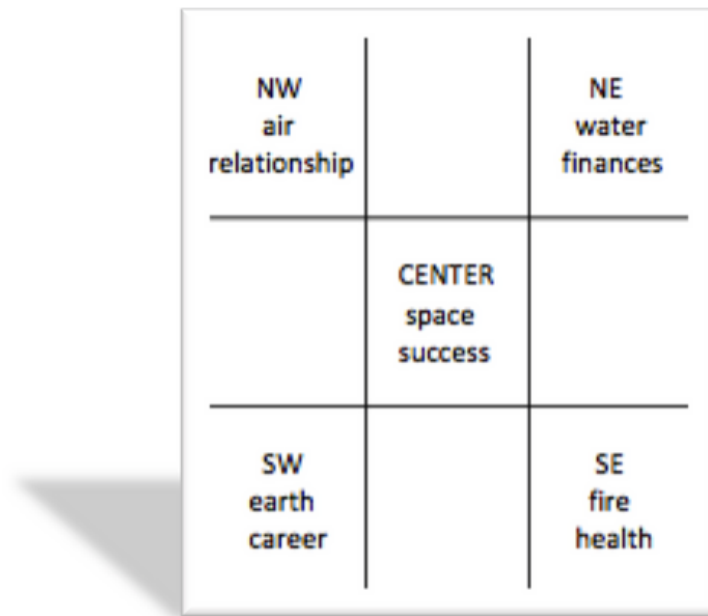 NW
air
relationship
NE
water
finances
CENTER
space
success
SW
earth
career
SE
fire
health